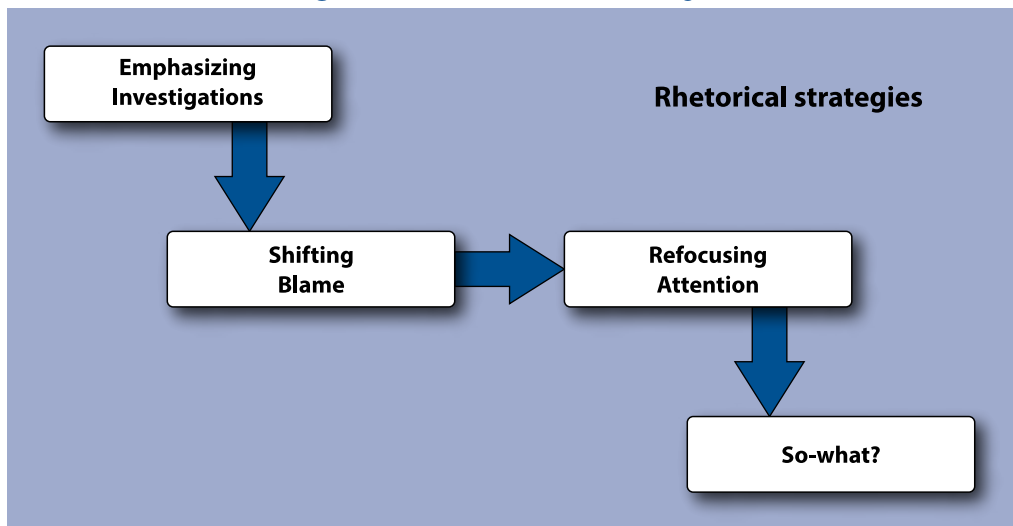 Emphasizing
Investigations
Rhetorical strategies
Shifting
Blame
Refocusing
Attention
So-what?